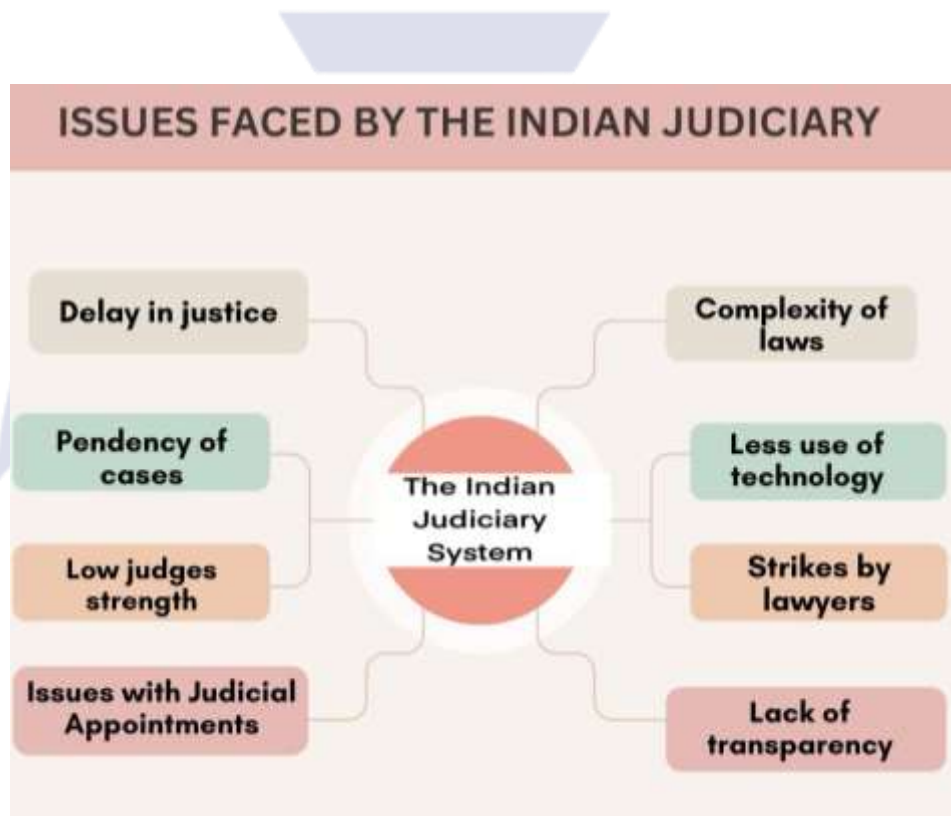 ISSUES FACED BY THE INDIAN JUDICIARY
Delay in justice
Pendency of
cases
Low judges
strength
Issues with Judicial
Appointments
The Indian
Judiciary
System
Complexity of
laws
Less use of
technology
Strikes by
lawyers
Lack of
transparency